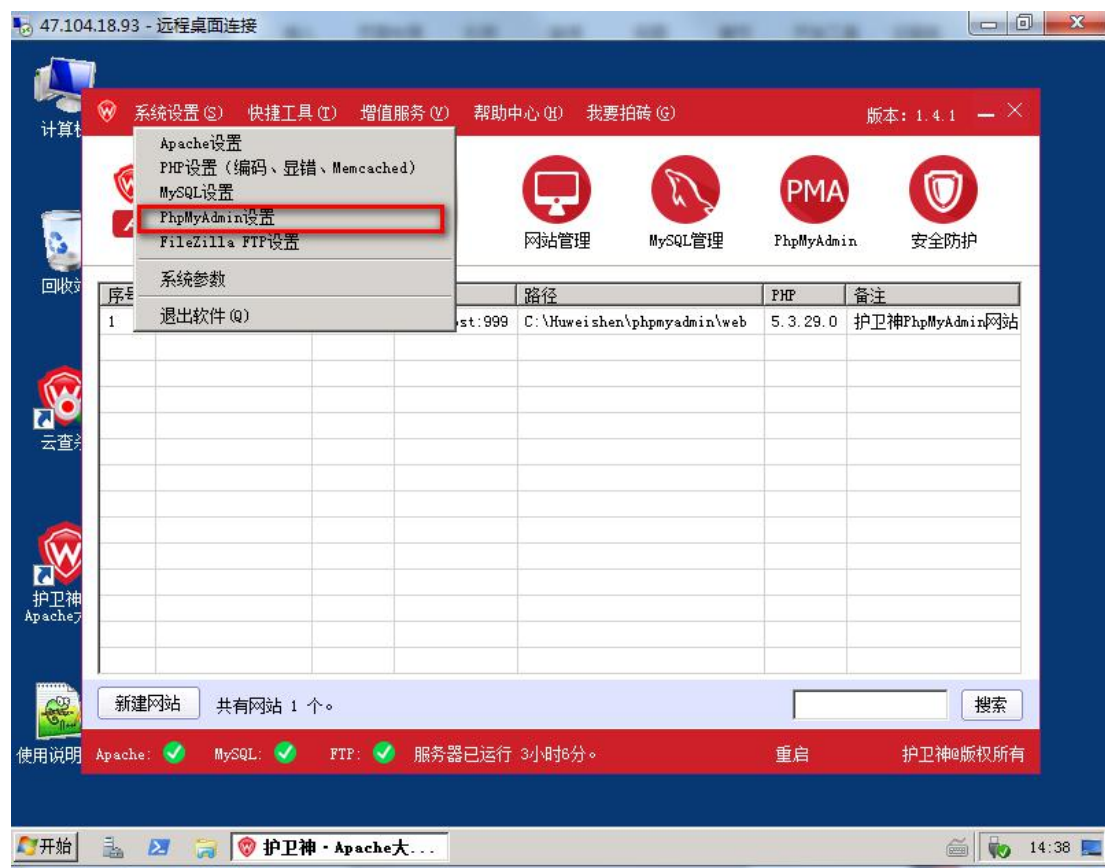 47.104.18.93 - 远程桌面连接
系统设置(S) 快捷工具(T) 增值服务(V) 帮助中心(H) 我要拍砖(G) 版本: 1.4.1
计算机
Apache设置
PHP设置（编码、显错、Memcached）
MySQL设置
PhpMyAdmin设置
FileZilla FTP设置
系统参数
退出软件(Q)
PMA
网站管理 MySQL管理 PhpMyAdmin 安全防护
回收站
序号 路径 PHP 备注
1 st:999 C:\Huweishen\phpmyadmin\web 5.3.29.0 护卫神PhpMyAdmin网站
云查杀
护卫神
Apache大
新建网站 共有网站 1 个。 搜索
使用说明
Apache: MySQL: FTP: 服务器已运行 3小时6分。 重启 护卫神@版权所有
开始 护卫神·Apache大... 14:38